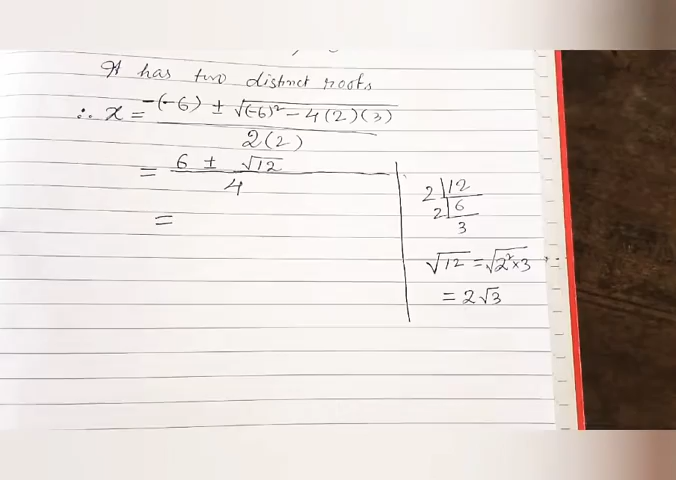 It has two distinct roots
∴ x = -(-6) ± √(-6)² - 4(2)(3)
2(2)
= 6 ± √12
4
=
2 | 12
2 | 6
3
√12 = √2²×3
= 2√3